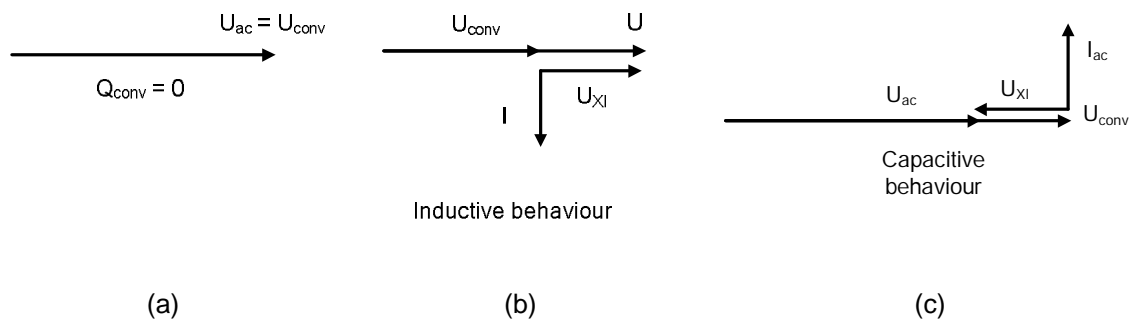 U_ac = U_conv
Q_conv = 0
(a)
U_conv
U
U_XI
I
Inductive behaviour
(b)
I_ac
U_ac
U_XI
U_conv
Capacitive
behaviour
(c)